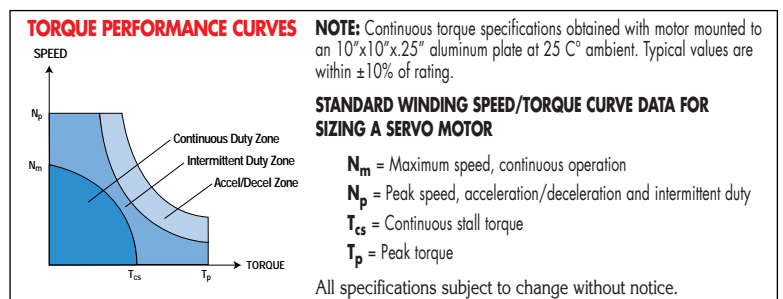 TORQUE PERFORMANCE CURVES
SPEED
Np
Nm
Continuous Duty Zone
Intermittent Duty Zone
Accel/Decel Zone
TORQUE
Tcs
Tp
NOTE: Continuous torque specifications obtained with motor mounted to
an 10”x10”x.25” aluminum plate at 25 C° ambient. Typical values are
within ±10% of rating.
STANDARD WINDING SPEED/TORQUE CURVE DATA FOR
SIZING A SERVO MOTOR
Nm = Maximum speed, continuous operation
Np = Peak speed, acceleration/deceleration and intermittent duty
Tcs = Continuous stall torque
Tp = Peak torque
All specifications subject to change without notice.